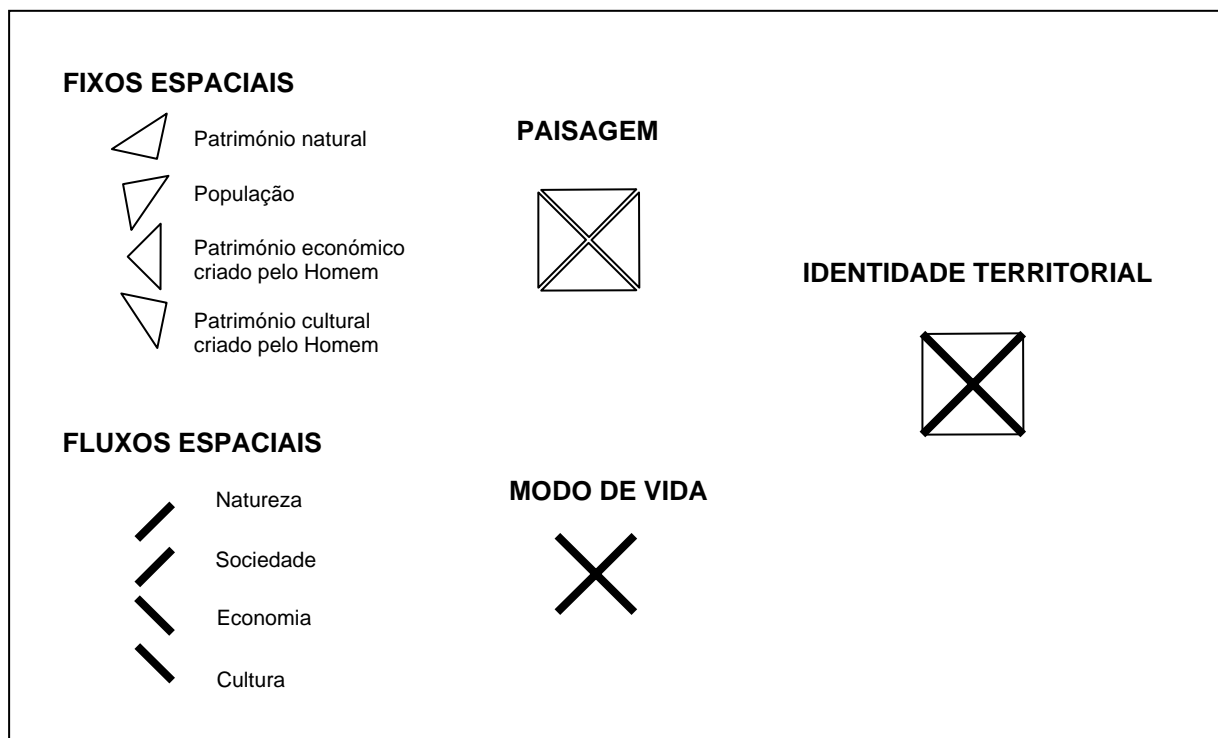 FIXOS ESPACIAIS
Património natural
População
Património económico
criado pelo Homem
Património cultural
criado pelo Homem
PAISAGEM
IDENTIDADE TERRITORIAL
FLUXOS ESPACIAIS
Natureza
Sociedade
Economia
Cultura
MODO DE VIDA